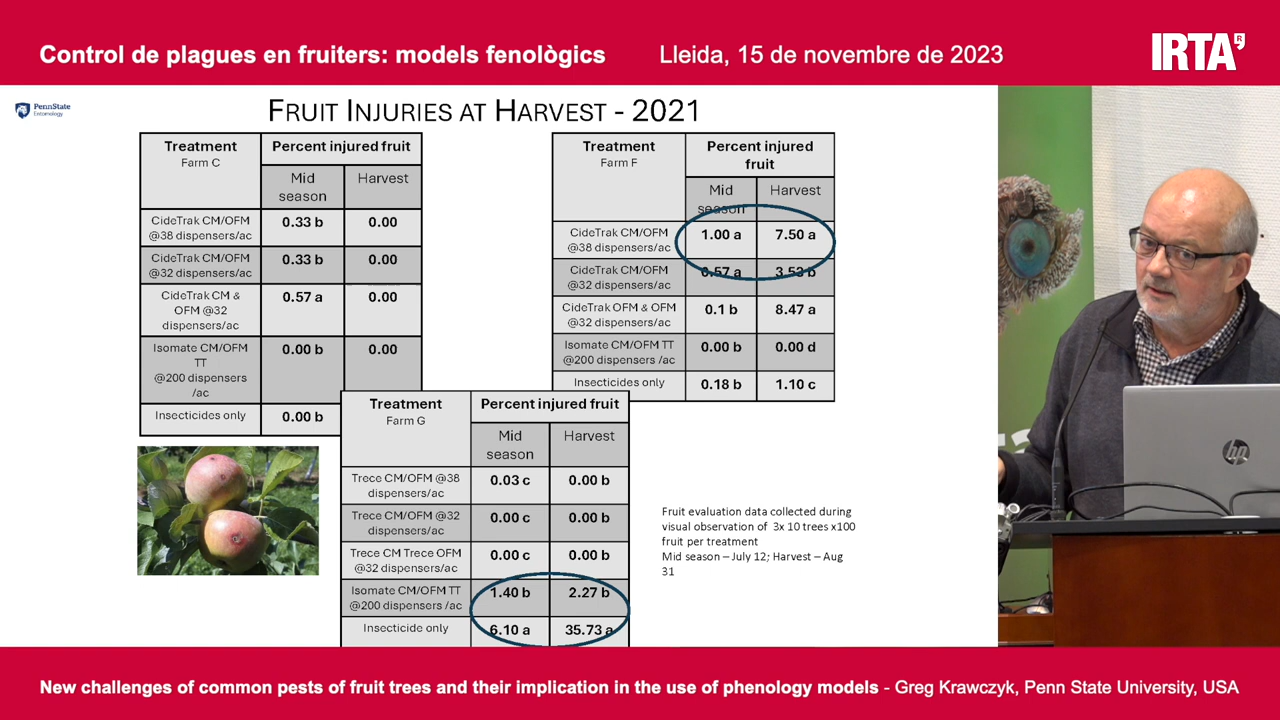 Control de plagues en fruiters: models fenològics Lleida, 15 de novembre de 2023
IRTA
PennState
Entomology
FRUIT INJURIES AT HARVEST - 2021
Treatment
Farm C
Percent injured fruit
Mid season
Harvest
CideTrak CM/OFM
@38 dispensers/ac
0.33 b
0.00
CideTrak CM/OFM
@32 dispensers/ac
0.33 b
0.00
CideTrak CM &
OFM @32
dispensers/ac
0.57 a
0.00
Isomate CM/OFM
TT
@200 dispensers
/ac
0.00 b
0.00
Insecticides only
0.00 b
Treatment
Farm F
Percent injured
fruit
Mid
season
Harvest
CideTrak CM/OFM
@38 dispensers/ac
1.00 a
7.50 a
CideTrak CM/OFM
@32 dispensers/ac
0.57 a
3.53 b
CideTrak OFM & OFM
@32 dispensers/ac
0.1 b
8.47 a
Isomate CM/OFM TT
@200 dispensers /ac
0.00 b
0.00 d
Insecticides only
0.18 b
1.10 c
Treatment
Farm G
Percent injured fruit
Mid
season
Harvest
Trece CM/OFM @38
dispensers/ac
0.03 c
0.00 b
Trece CM/OFM @32
dispensers/ac
0.00 c
0.00 b
Trece CM Trece OFM
@32 dispensers/ac
0.00 c
0.00 b
Isomate CM/OFM TT
@200 dispensers /ac
1.40 b
2.27 b
Insecticide only
6.10 a
35.73 a
Fruit evaluation data collected during
visual observation of 3x 10 trees x100
fruit per treatment
Mid season – July 12; Harvest – Aug
31
hp
New challenges of common pests of fruit trees and their implication in the use of phenology models - Greg Krawczyk, Penn State University, USA